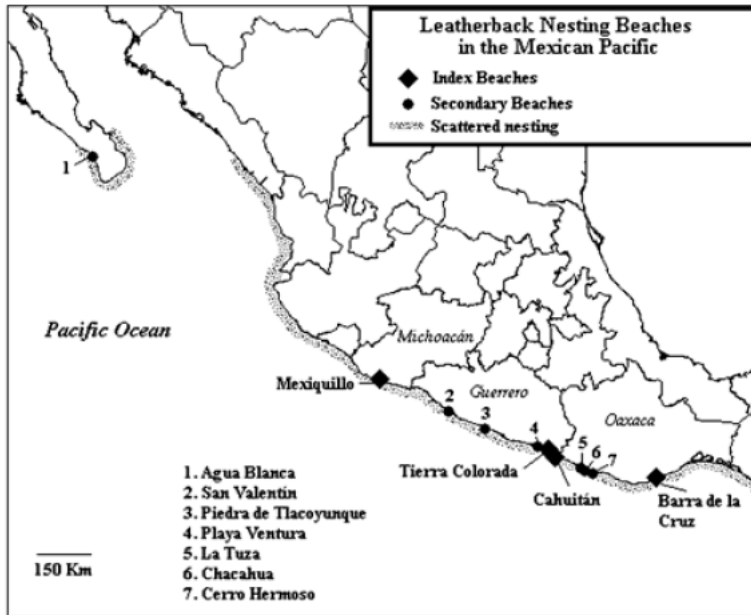 Leatherback Nesting Beaches
in the Mexican Pacific
Index Beaches
Secondary Beaches
Scattered nesting
1
Pacific Ocean
Michoacán
Mexiquillo
Guerrero
Oaxaca
2
3
4
5
6
7
Tierra Colorada
Cahuitán
Barra de la
Cruz
1. Agua Blanca
2. San Valentín
3. Piedra de Tlacoyunque
4. Playa Ventura
5. La Tuza
6. Chacahua
7. Cerro Hermoso
150 Km